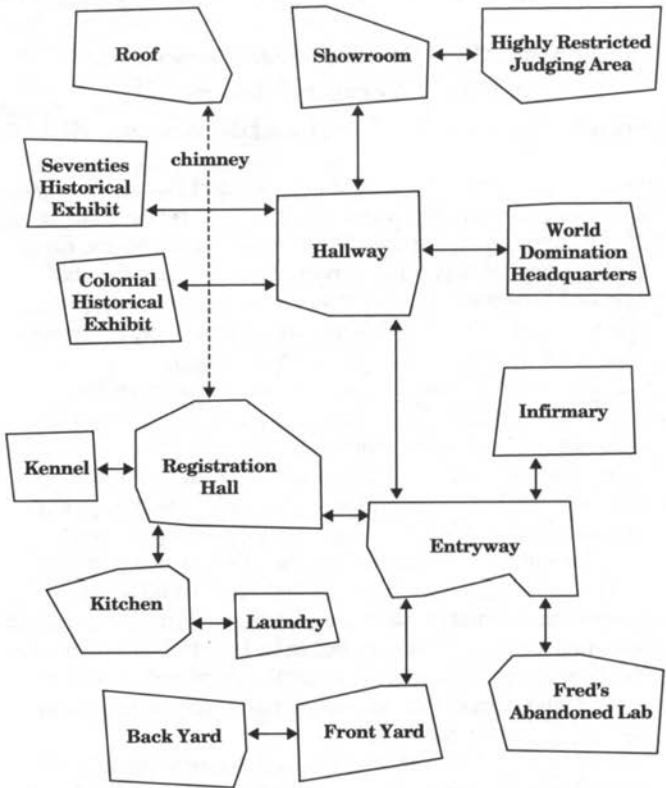 Roof
Showroom
Highly Restricted
Judging Area
chimney
Seventies
Historical
Exhibit
Hallway
World
Domination
Headquarters
Colonial
Historical
Exhibit
Infirmary
Kennel
Registration
Hall
Entryway
Kitchen
Laundry
Fred's
Abandoned Lab
Back Yard
Front Yard